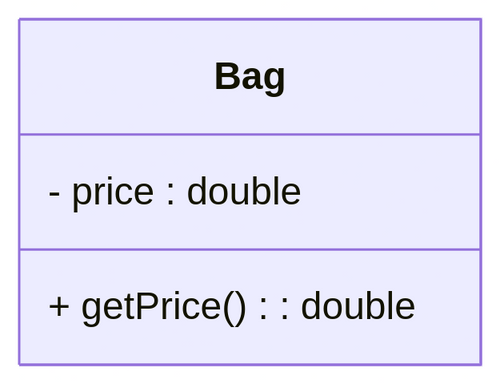 Bag
- price : double
+ getPrice() : : double